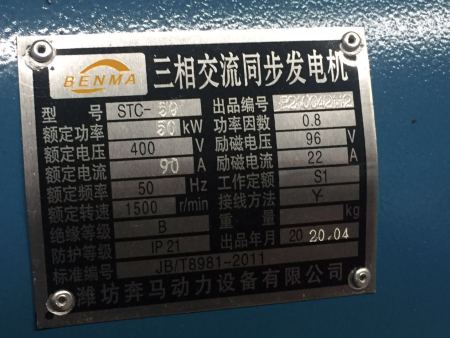 BENMA 三相交流同步发电机
型 号 STC-50 出品编号
额定功率 50 kW 功率因数 0.8
额定电压 400 V 励磁电压 96 V
额定电流 90 A 励磁电流 22 A
额定频率 50 Hz 工作定额 S1
额定转速 1500 r/min 接线方法 Y
绝缘等级 B 重 量 kg
防护等级 IP 21 出品年月 20 20.04
标准编号 JB/T8981-2011
潍坊奔马动力设备有限公司